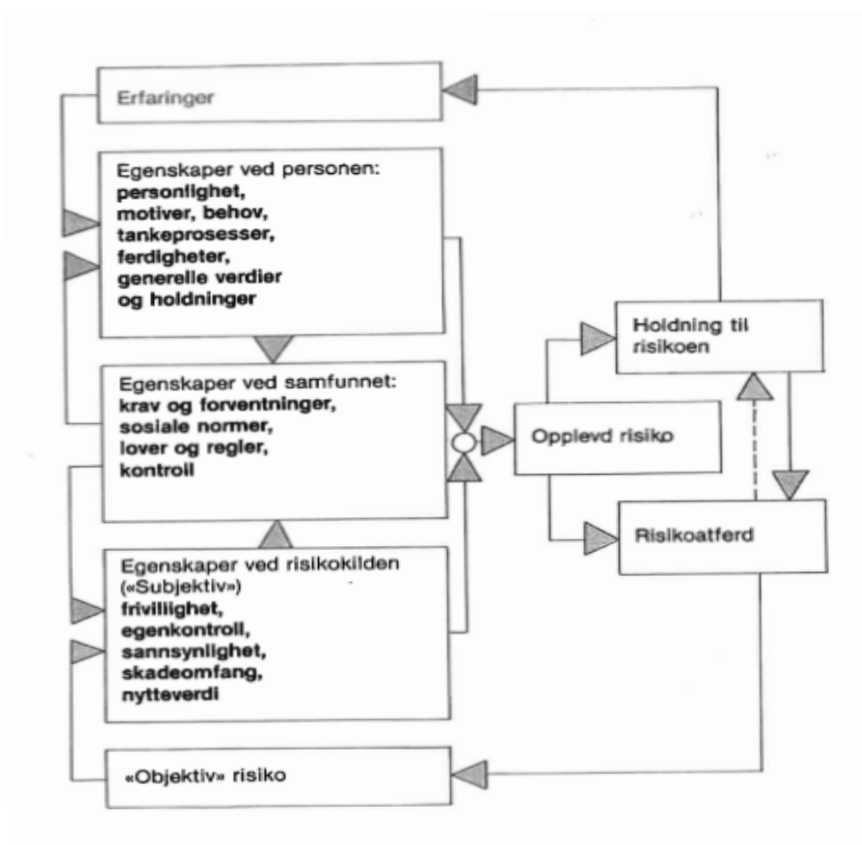 Erfaringer
Egenskaper ved personen:
personlighet,
motiver, behov,
tankeprosesser,
ferdigheter,
generelle verdier
og holdninger
Egenskaper ved samfunnet:
krav og forventninger,
sosiale normer,
lover og regler,
kontroll
Egenskaper ved risikokilden
(«Subjektiv»)
frivillighet,
egenkontroll,
sannsynlighet,
skadeomfang,
nytteverdi
«Objektiv» risiko
Opplevd risiko
Holdning til
risikoen
Risikoatferd